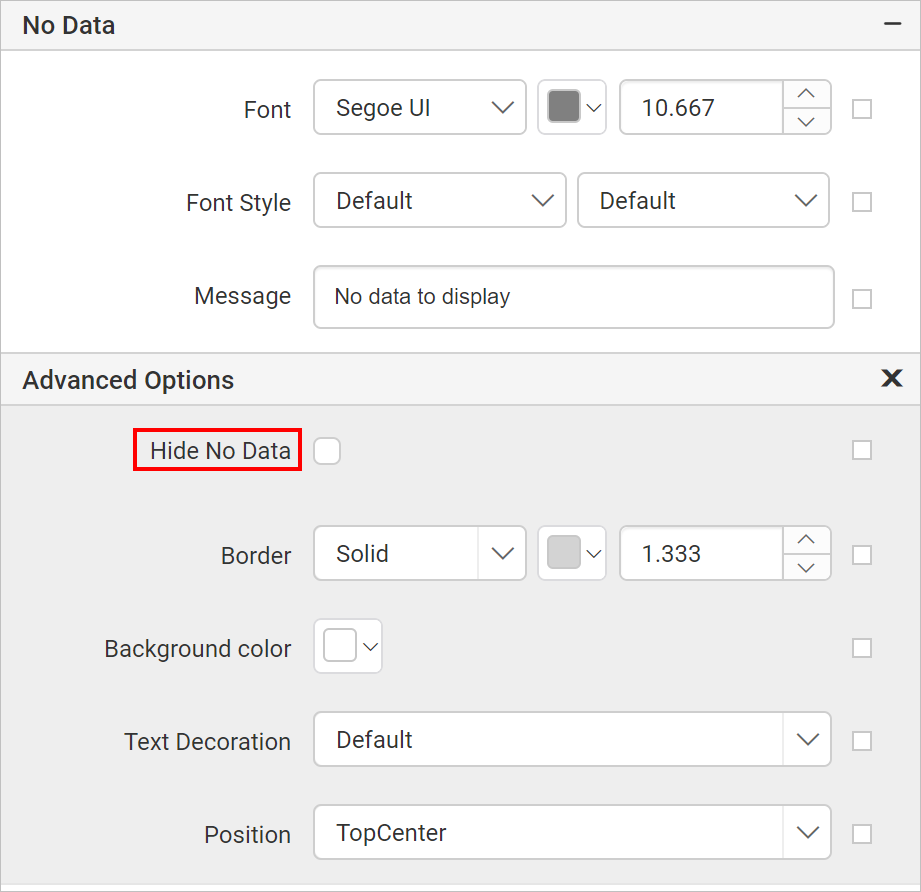 No Data
Font Segoe UI 10.667
Font Style Default Default
Message No data to display
Advanced Options
Hide No Data
Border Solid 1.333
Background color
Text Decoration Default
Position TopCenter